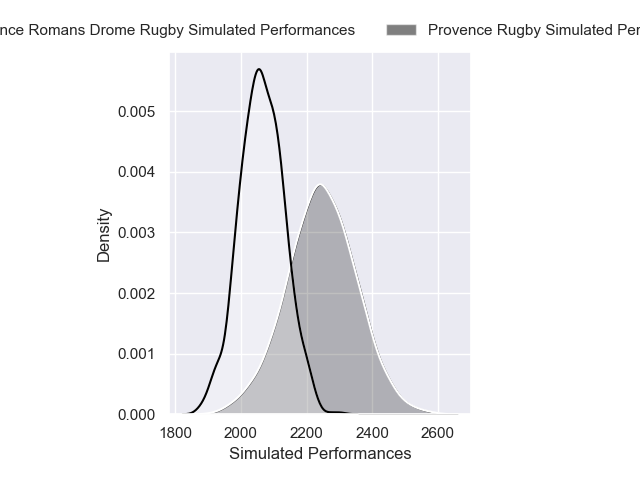 nce Romans Drome Rugby Simulated Performances
Provence Rugby Simulated Per
0.005
0.004
0.003
0.002
0.001
0.000
Density
1800 2000 2200 2400 2600
Simulated Performances